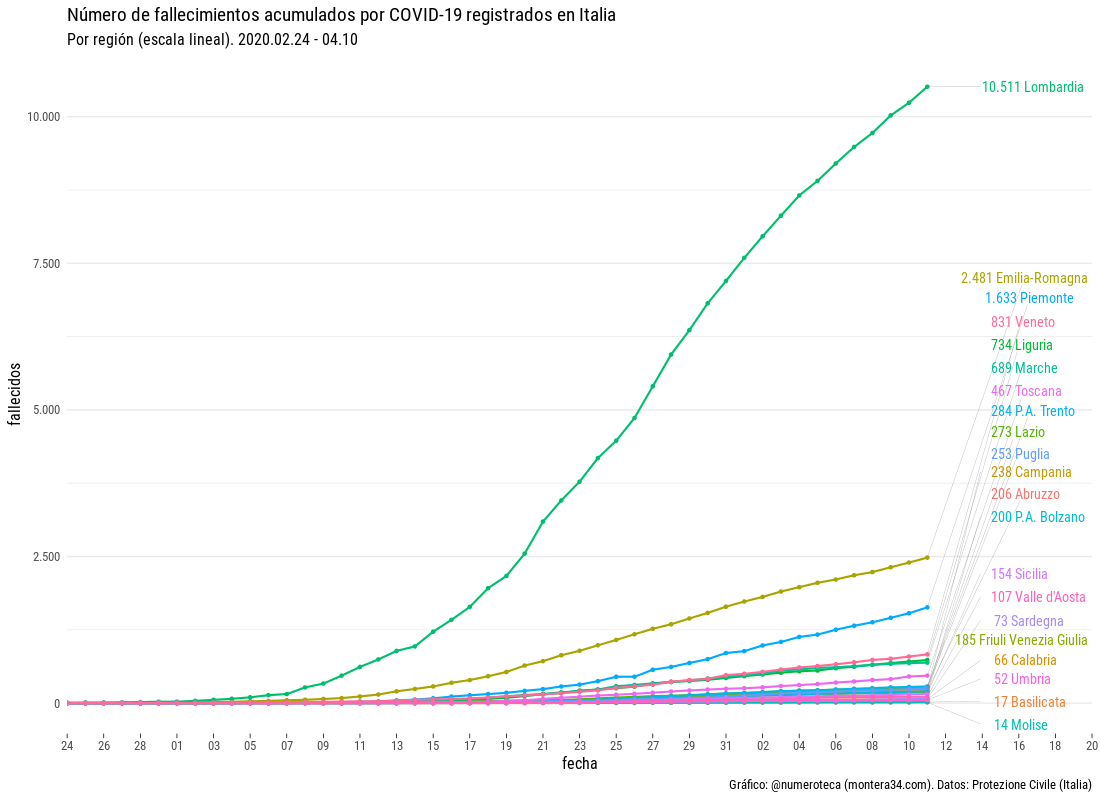 Número de fallecimientos acumulados por COVID-19 registrados en Italia
Por región (escala lineal). 2020.02.24 - 04.10
10.511 Lombardia
10.000
7.500
2.481 Emilia-Romagna
1.633 Piemonte
831 Veneto
734 Liguria
689 Marche
467 Toscana
5.000
284 P.A. Trento
273 Lazio
253 Puglia
238 Campania
206 Abruzzo
200 P.A. Bolzano
2.500
154 Sicilia
107 Valle d'Aosta
73 Sardegna
185 Friuli Venezia Giulia
66 Calabria
52 Umbria
0
17 Basilicata
14 Molise
fallecidos
24 26 28 01 03 05 07 09 11 13 15 17 19 21 23 25 27 29 31 02 04 06 08 10 12 14 16 18 20
fecha
Gráfico: @numeroteca (montera34.com). Datos: Protezione Civile (Italia)